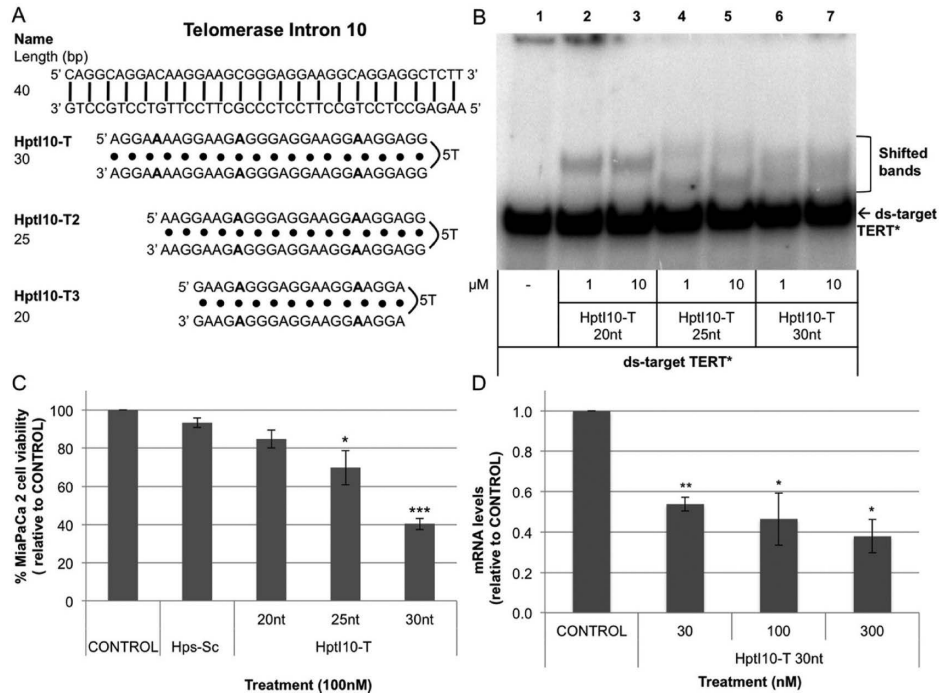 A
Telomerase Intron 10
Name
Length (bp)
40
5' CAGGCAGGACAAGGAAGCGGGAGGAAGGCAGGAGGCTCTT 3'
3' GTCCGTCCTGTTCCTTCGCCCTCCTTCCGTCCTCCGAGAA 5'
HptI10-T
30
5' AGGAAAAGGAAGAGGGAGGAAGGAAGGAGG
3' AGGAAAAGGAAGAGGGAGGAAGGAAGGAGG
5T
HptI10-T2
25
5' AAGGAAGAGGGAGGAAGGAAGGAGG
3' AAGGAAGAGGGAGGAAGGAAGGAGG
5T
HptI10-T3
20
5' GAAGAGGGAGGAAGGAAGGA
3' GAAGAGGGAGGAAGGAAGGA
5T
B
1 2 3 4 5 6 7
Shifted
bands
← ds-target
TERT*
µM - 1 10 1 10 1 10
HptI10-T
20nt
HptI10-T
25nt
HptI10-T
30nt
ds-target TERT*
C
% MiaPaCa 2 cell viability
( relative to CONTROL)
100
80
60
40
20
0
*
***
20nt 25nt 30nt
CONTROL Hps-Sc HptI10-T
Treatment (100nM)
D
mRNA levels
(relative to CONTROL)
1.0
0.8
0.6
0.4
0.2
0.0
**
*
*
CONTROL 30 100 300
HptI10-T 30nt
Treatment (nM)